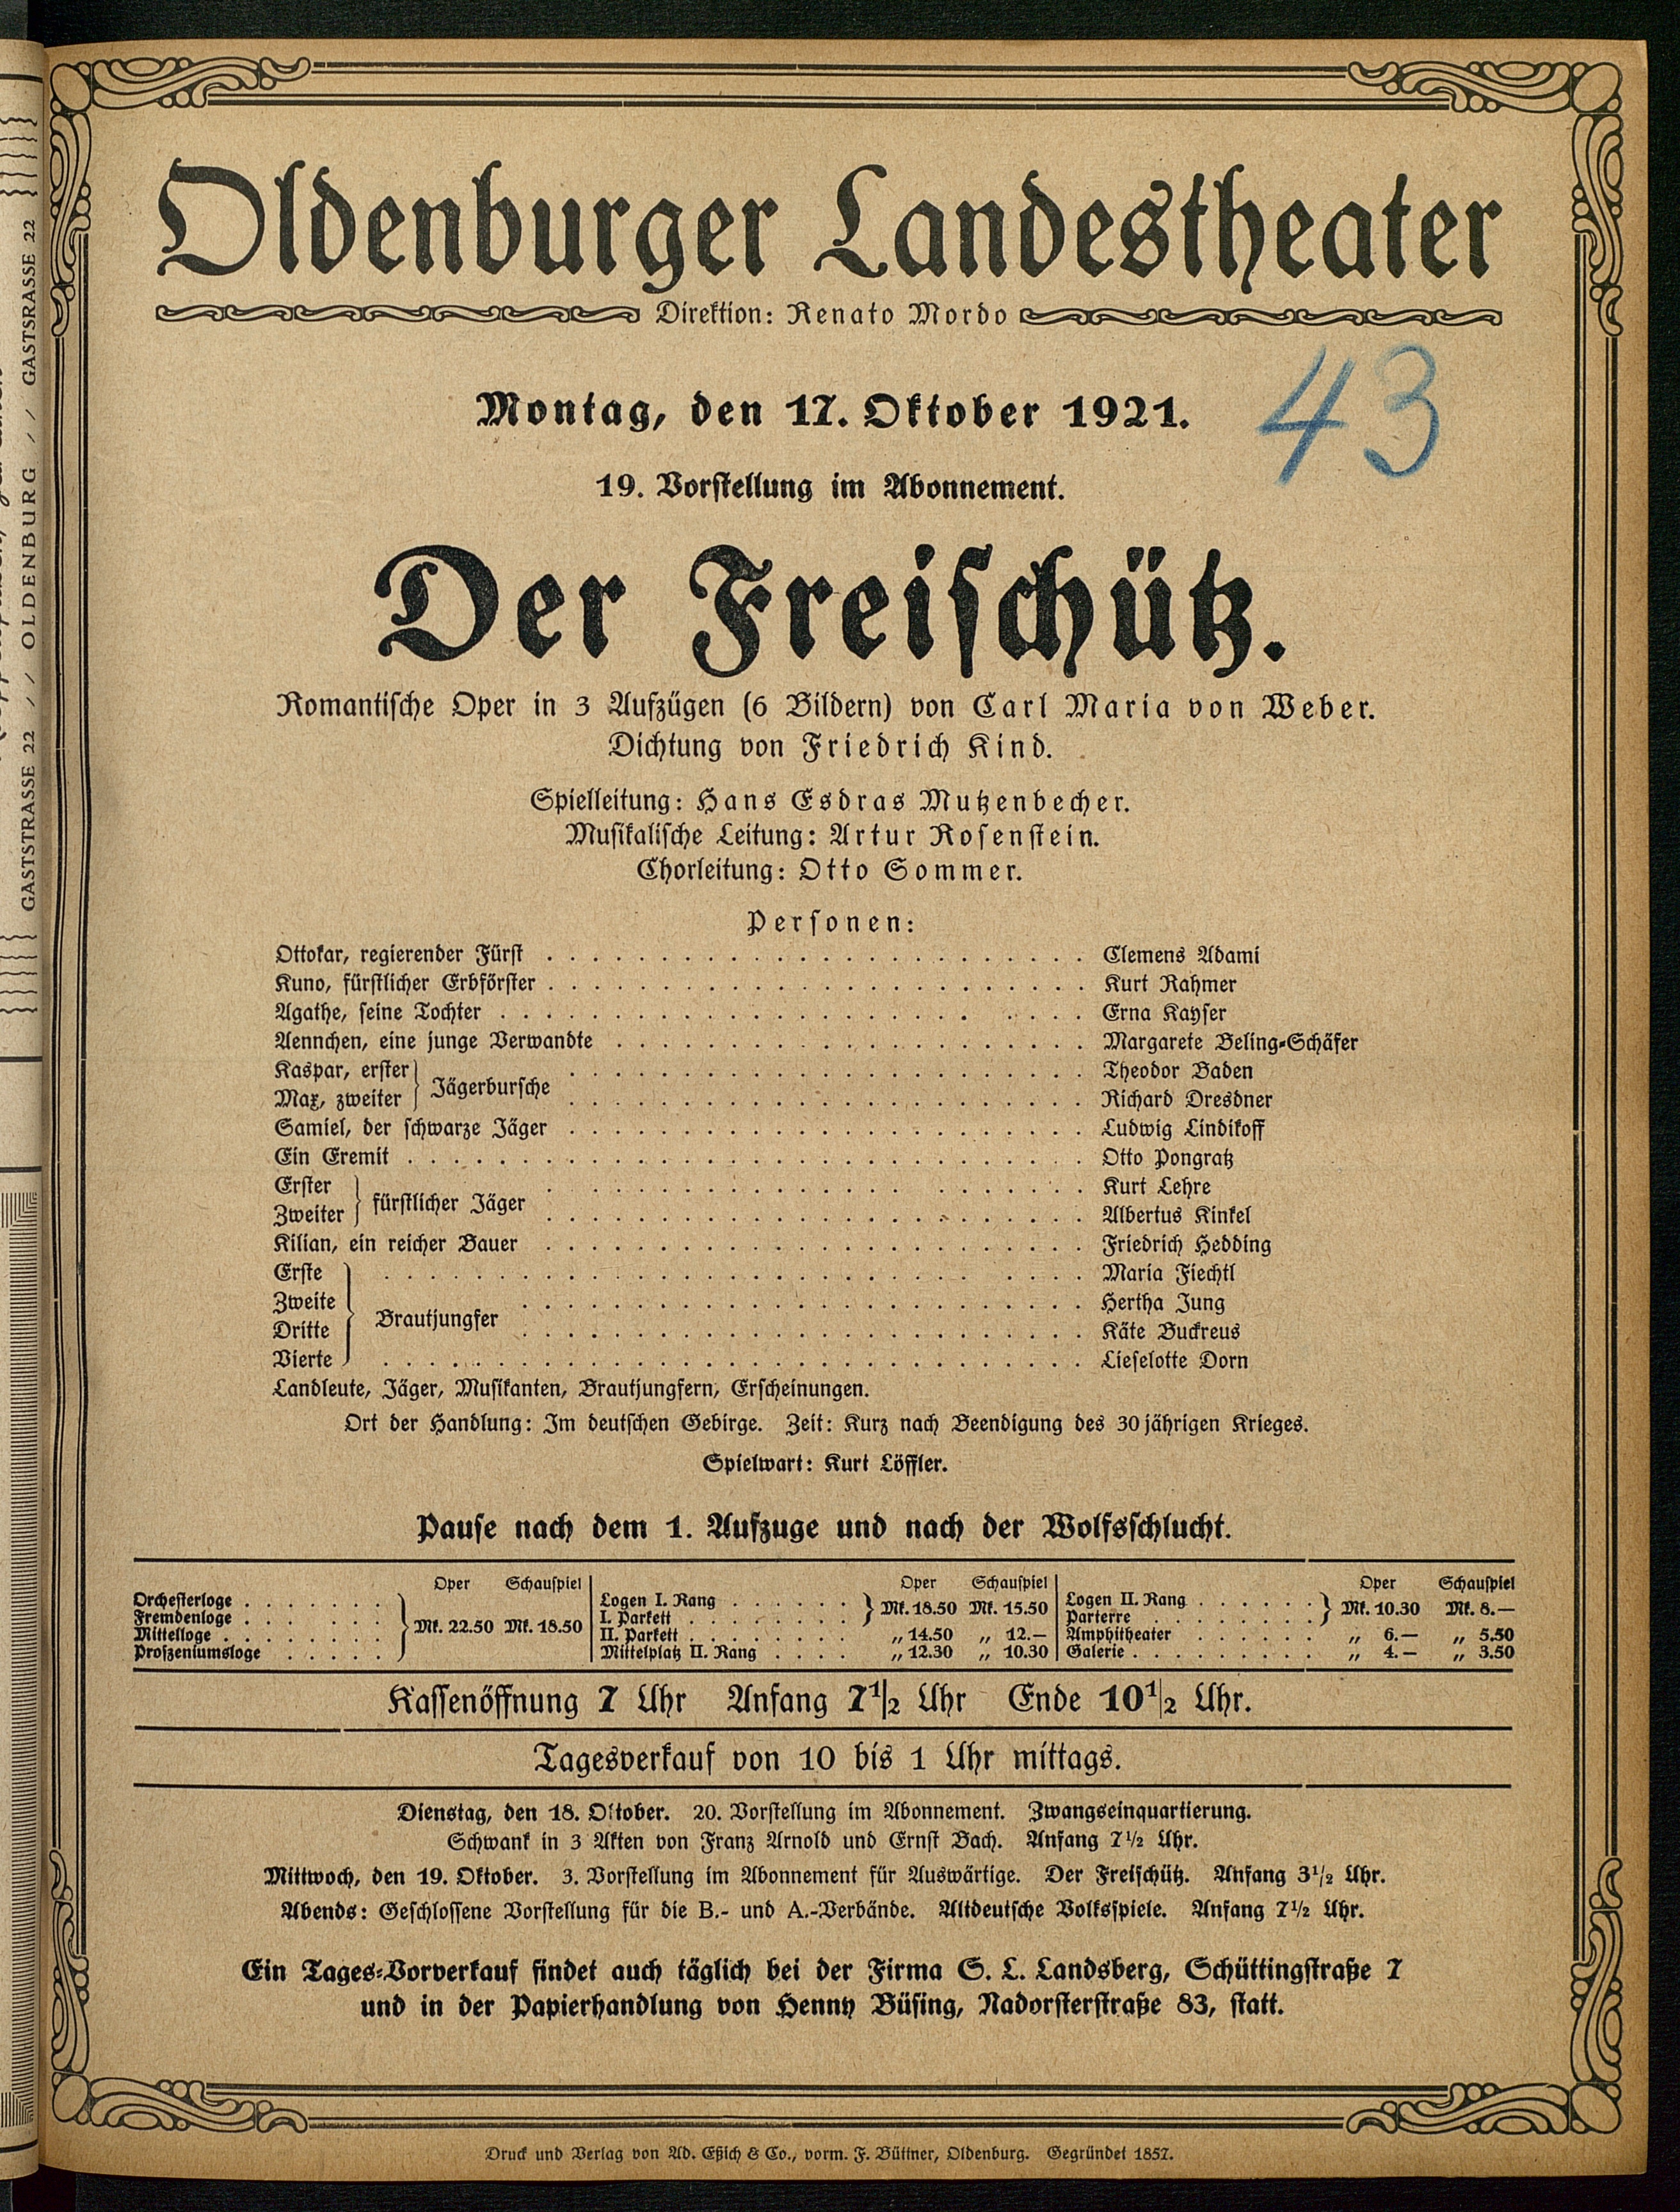 Oldenburger Landestheater
Direktion: Renato Mordo
43
Montag, den 17. Oktober 1921.
19. Vorstellung im Abonnement.
Der Freischütz.
Romantische Oper in 3 Aufzügen (6 Bildern) von Carl Maria von Weber.
Dichtung von Friedrich Kind.
Spielleitung: Hans Esdras Mutzenbecher.
Musikalische Leitung: Artur Rosenstein.
Chorleitung: Otto Sommer.
Personen:
Ottokar, regierender Fürst . . . . . Clemens Adami
Kuno, fürstlicher Erbförster . . . . . Kurt Rahmer
Agathe, seine Tochter . . . . . Erna Kayser
Aennchen, eine junge Verwandte . . . . . Margarete Beling-Schäfer
Kaspar, erster } Jägerbursche . . . . . Theodor Baden
Max, zweiter . . . . . Richard Dresdner
Samiel, der schwarze Jäger . . . . . Ludwig Lindikoff
Ein Eremit . . . . . Otto Pongratz
Erster } fürstlicher Jäger . . . . . Kurt Lehre
Zweiter . . . . . Albertus Kinkel
Kilian, ein reicher Bauer . . . . . Friedrich Hedding
Erste . . . . . Maria Fiechtl
Zweite } Brautjungfer . . . . . Hertha Jung
Dritte . . . . . Käte Buckreus
Vierte . . . . . Lieselotte Dorn
Landleute, Jäger, Musikanten, Brautjungfern, Erscheinungen.
Ort der Handlung: Im deutschen Gebirge. Zeit: Kurz nach Beendigung des 30 jährigen Krieges.
Spielwart: Kurt Löffler.
Pause nach dem 1. Aufzuge und nach der Wolfsschlucht.
Oper Schauspiel
Orchesterloge . . . . .
Fremdenloge . . . . .
Mittelloge . . . . . } Mk. 22.50 Mk. 18.50
Proszeniumsloge . . . . .
Oper Schauspiel
Logen I. Rang . . . . .
I. Parkett . . . . . } Mk. 18.50 Mk. 15.50
II. Parkett . . . . . „ 14.50 „ 12.—
Mittelplatz II. Rang . . . . „ 12.30 „ 10.30
Oper Schauspiel
Logen II. Rang . . . . .
Parterre . . . . . } Mk. 10.30 Mk. 8.—
Amphitheater . . . . . „ 6.— „ 5.50
Galerie . . . . . „ 4.— „ 3.50
Kassenöffnung 7 Uhr Anfang 7 1/2 Uhr Ende 10 1/2 Uhr.
Tagesverkauf von 10 bis 1 Uhr mittags.
Dienstag, den 18. Oktober. 20. Vorstellung im Abonnement. Zwangseinquartierung.
Schwank in 3 Akten von Franz Arnold und Ernst Bach. Anfang 7 1/2 Uhr.
Mittwoch, den 19. Oktober. 3. Vorstellung im Abonnement für Auswärtige. Der Freischütz. Anfang 3 1/2 Uhr.
Abends: Geschlossene Vorstellung für die B.- und A.-Verbände. Altdeutsche Volksspiele. Anfang 7 1/2 Uhr.
Ein Tages-Vorverkauf findet auch täglich bei der Firma S. L. Landsberg, Schüttingstraße 7
und in der Papierhandlung von Henny Büsing, Nadorsterstraße 83, statt.
Druck und Verlag von Ad. Eßich & Co., vorm. F. Büttner, Oldenburg. Gegründet 1857.
GASTSTRASSE 22 // OLDENBURG // GASTSRASSE 22